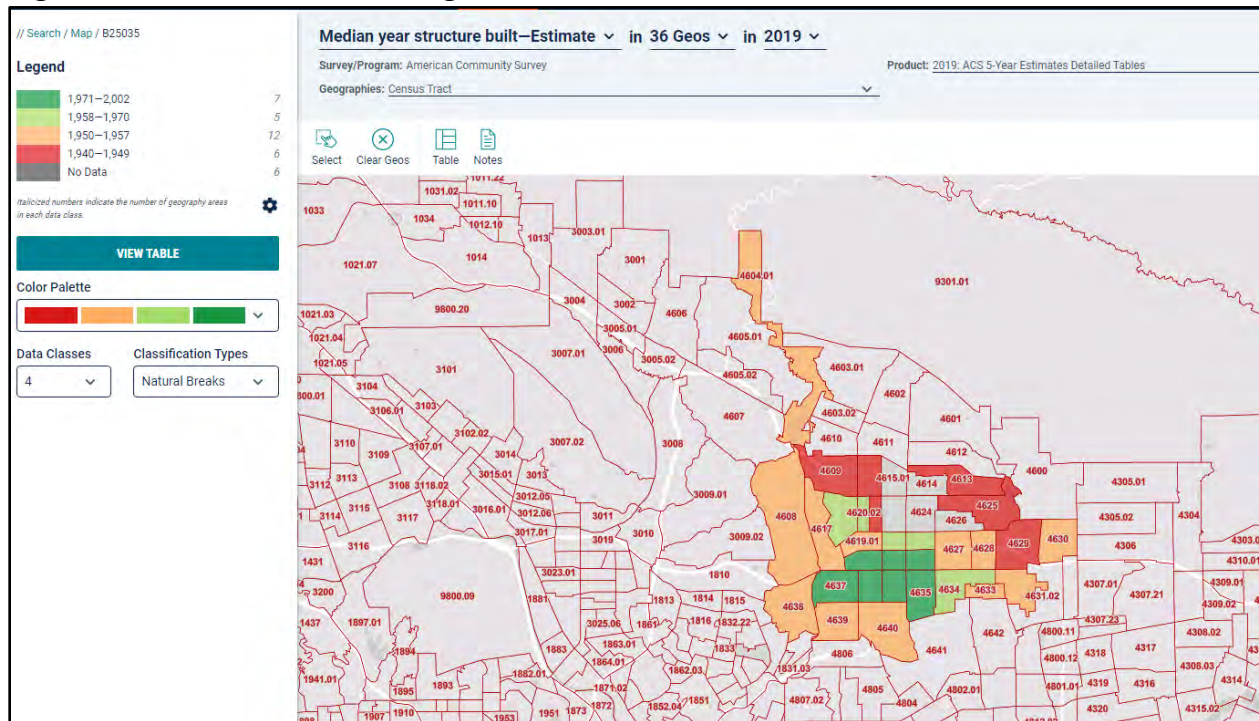 // Search / Map / B25035
Legend
1,971—2,002 7
1,958—1,970 5
1,950—1,957 12
1,940—1,949 6
No Data 6
Italicized numbers indicate the number of geography areas
in each data class.
VIEW TABLE
Color Palette
Data Classes Classification Types
4 Natural Breaks
Median year structure built—Estimate in 36 Geos in 2019
Survey/Program: American Community Survey Product: 2019: ACS 5-Year Estimates Detailed Tables
Geographies: Census Tract
Select Clear Geos Table Notes
1011.22
1031.02
1011.10
1033 1034 1012.10 1013 3003.01
1021.07 1014 3001
4604.01 9301.01
1021.03 9800.20 3004 3002 4606
1021.04 3005.01 4605.01
1021.05 3101 3007.01 3006 3005.02 4605.02 4603.01
3104 4602
3106.01 3103 4607 4603.02 4601
3110 3109 3107.01 3102.02 3014 3007.02 3008 4610 4611 4612
3112 3113 3108 3118.02 3015.01 3013 4609 4615.01 4614 4613 4600 4305.01
3114 3115 3117 3118.01 3016.01 3012.05 3012.06 3011 3009.01 4608 4617 4620.02 4624 4625 4626 4305.02 4304
3116 3017.01 3019 3010 3009.02 4619.01 4627 4628 4629 4630 4306
1431 3023.01 1810 4310.01
3200 9800.09 1881 1813 1814 1815 4637 4635 4634 4633 4631.02 4307.01 4307.21 4309.01 4309.02
1437 1897.01 3025.06 1861 1816 1832.22 4638 4639 4640 4642 4307.23 4800.11 4308.02
1894 1883 1863.01 1864.01 1833 4806 4641 4800.12 4318 4317
1941.01 1895 1893 1882.01 1871.02 1862.03 1831.03 4805 4802.01 4801.01 4319 4316 4308.03 4314
1907 1910 1953 1951 1873 1872 1852.04 1851 4807.02 4804 4320 4315.02